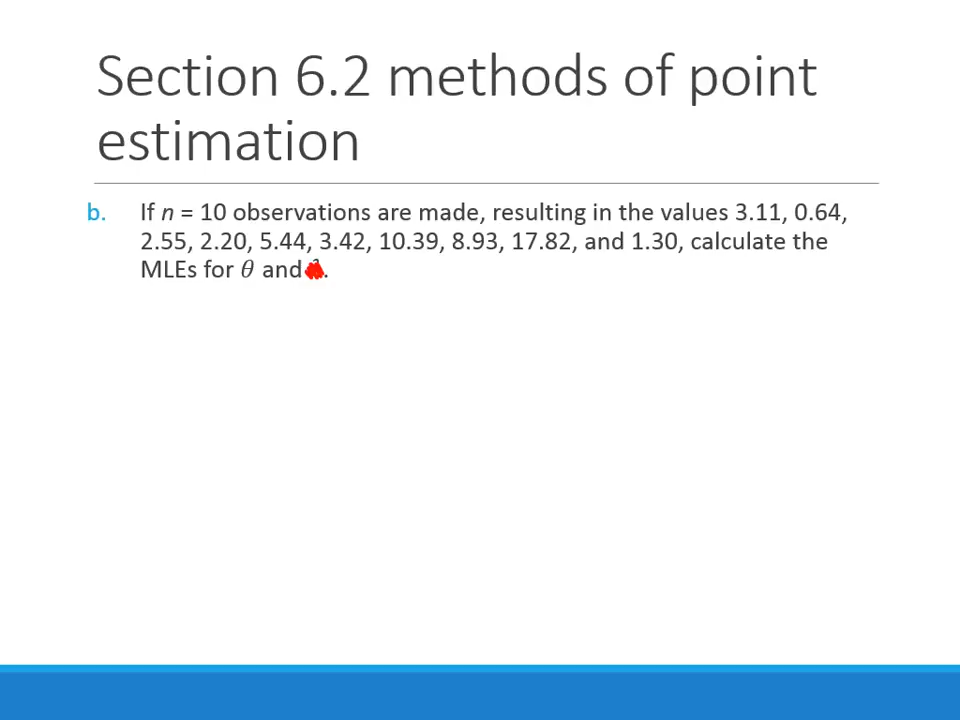 Section 6.2 methods of point
estimation
b. If n = 10 observations are made, resulting in the values 3.11, 0.64,
2.55, 2.20, 5.44, 3.42, 10.39, 8.93, 17.82, and 1.30, calculate the
MLEs for θ and .